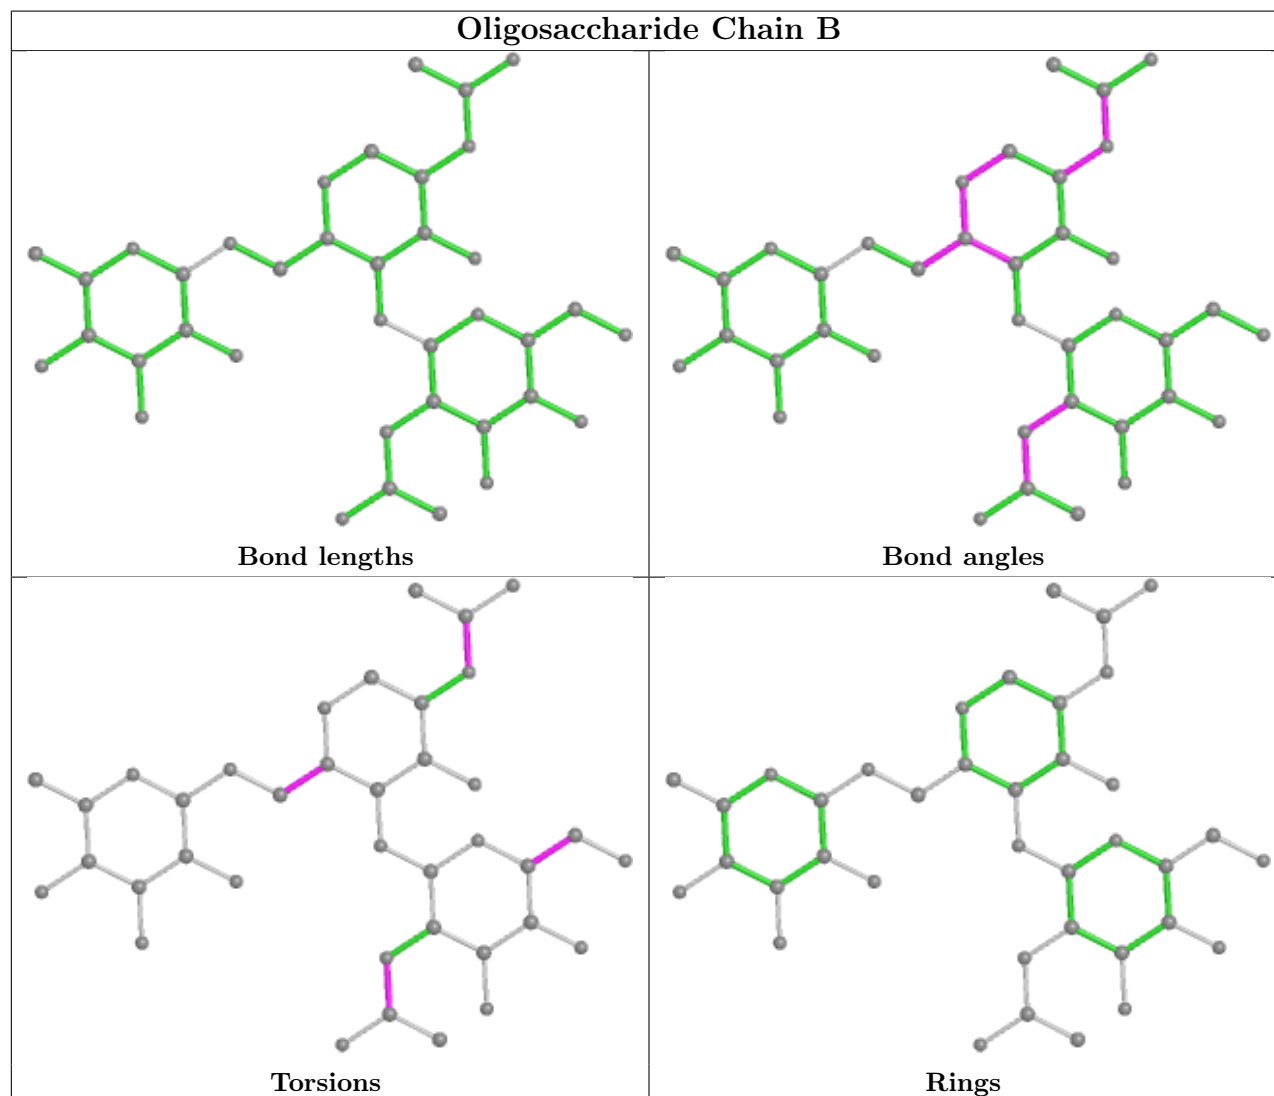 Oligosaccharide Chain B
Bond lengths
Bond angles
Torsions
Rings